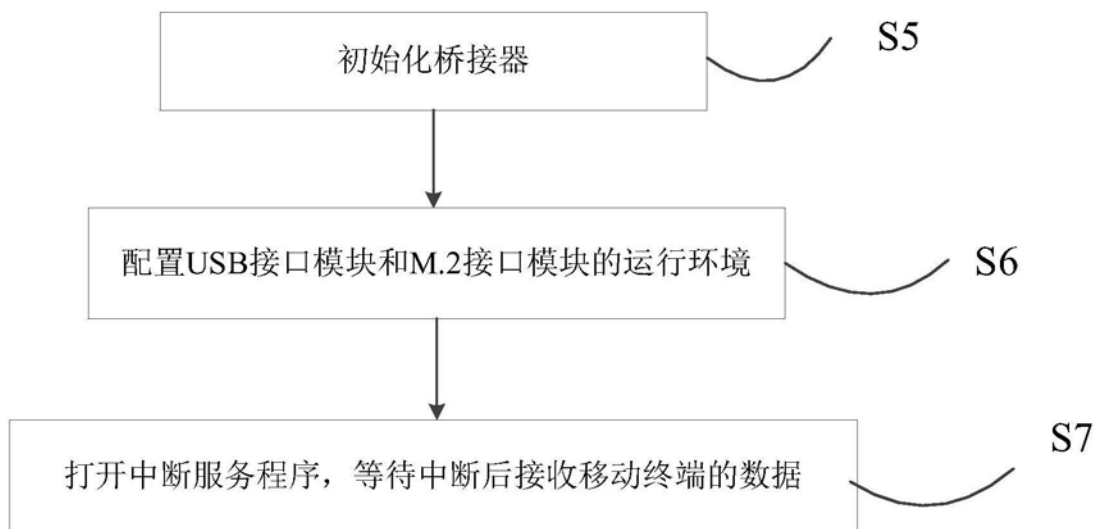 初始化桥接器
S5
配置USB接口模块和M.2接口模块的运行环境
S6
打开中断服务程序，等待中断后接收移动终端的数据
S7